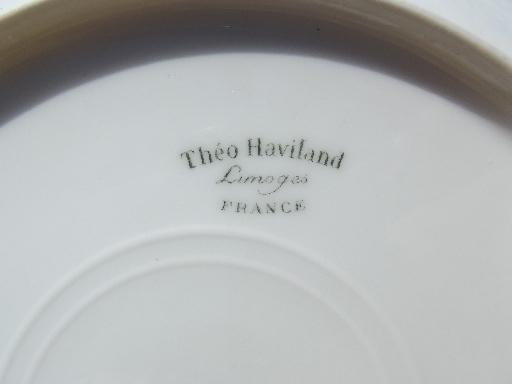 Théo Haviland
Limoges
FRANCE